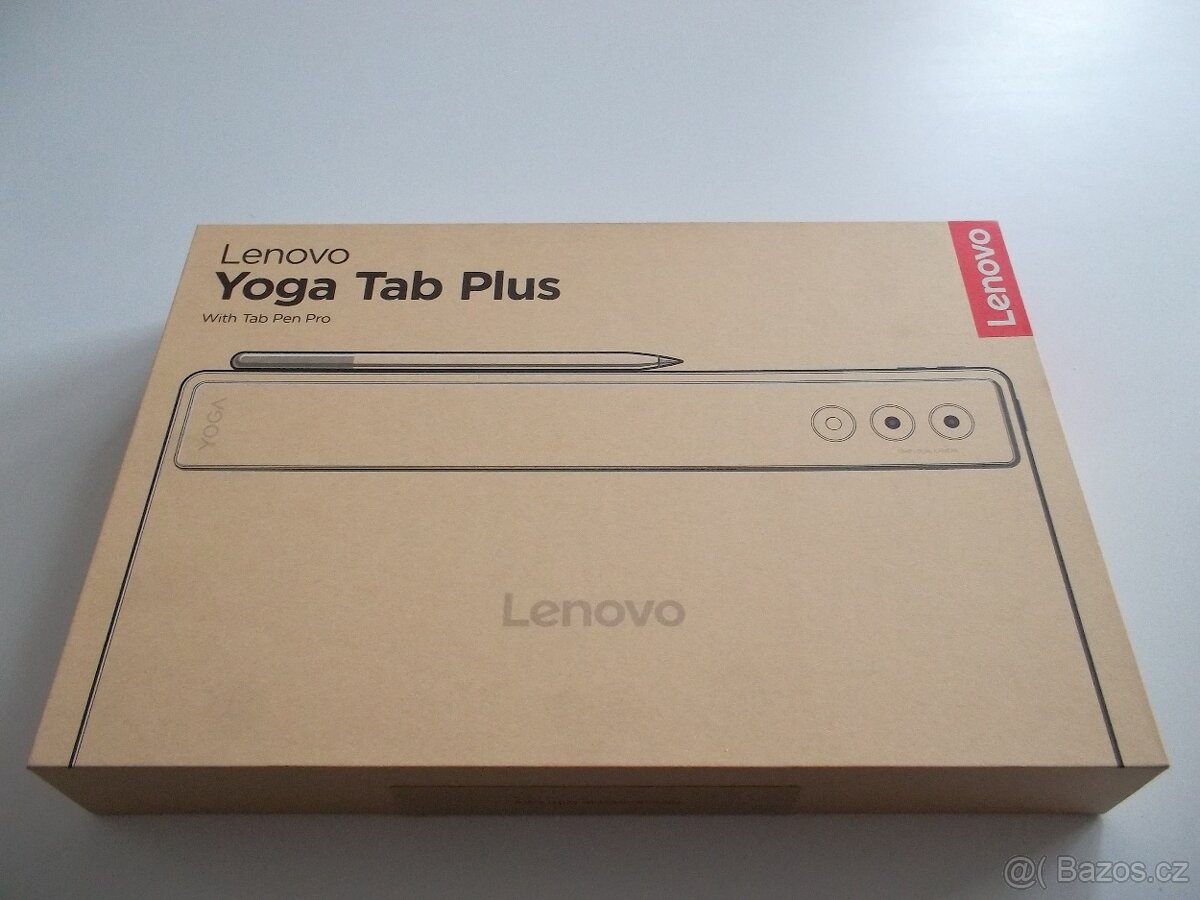 Lenovo
Yoga Tab Plus
With Tab Pen Pro
Lenovo
YOGA
Lenovo
@( Bazos.cz